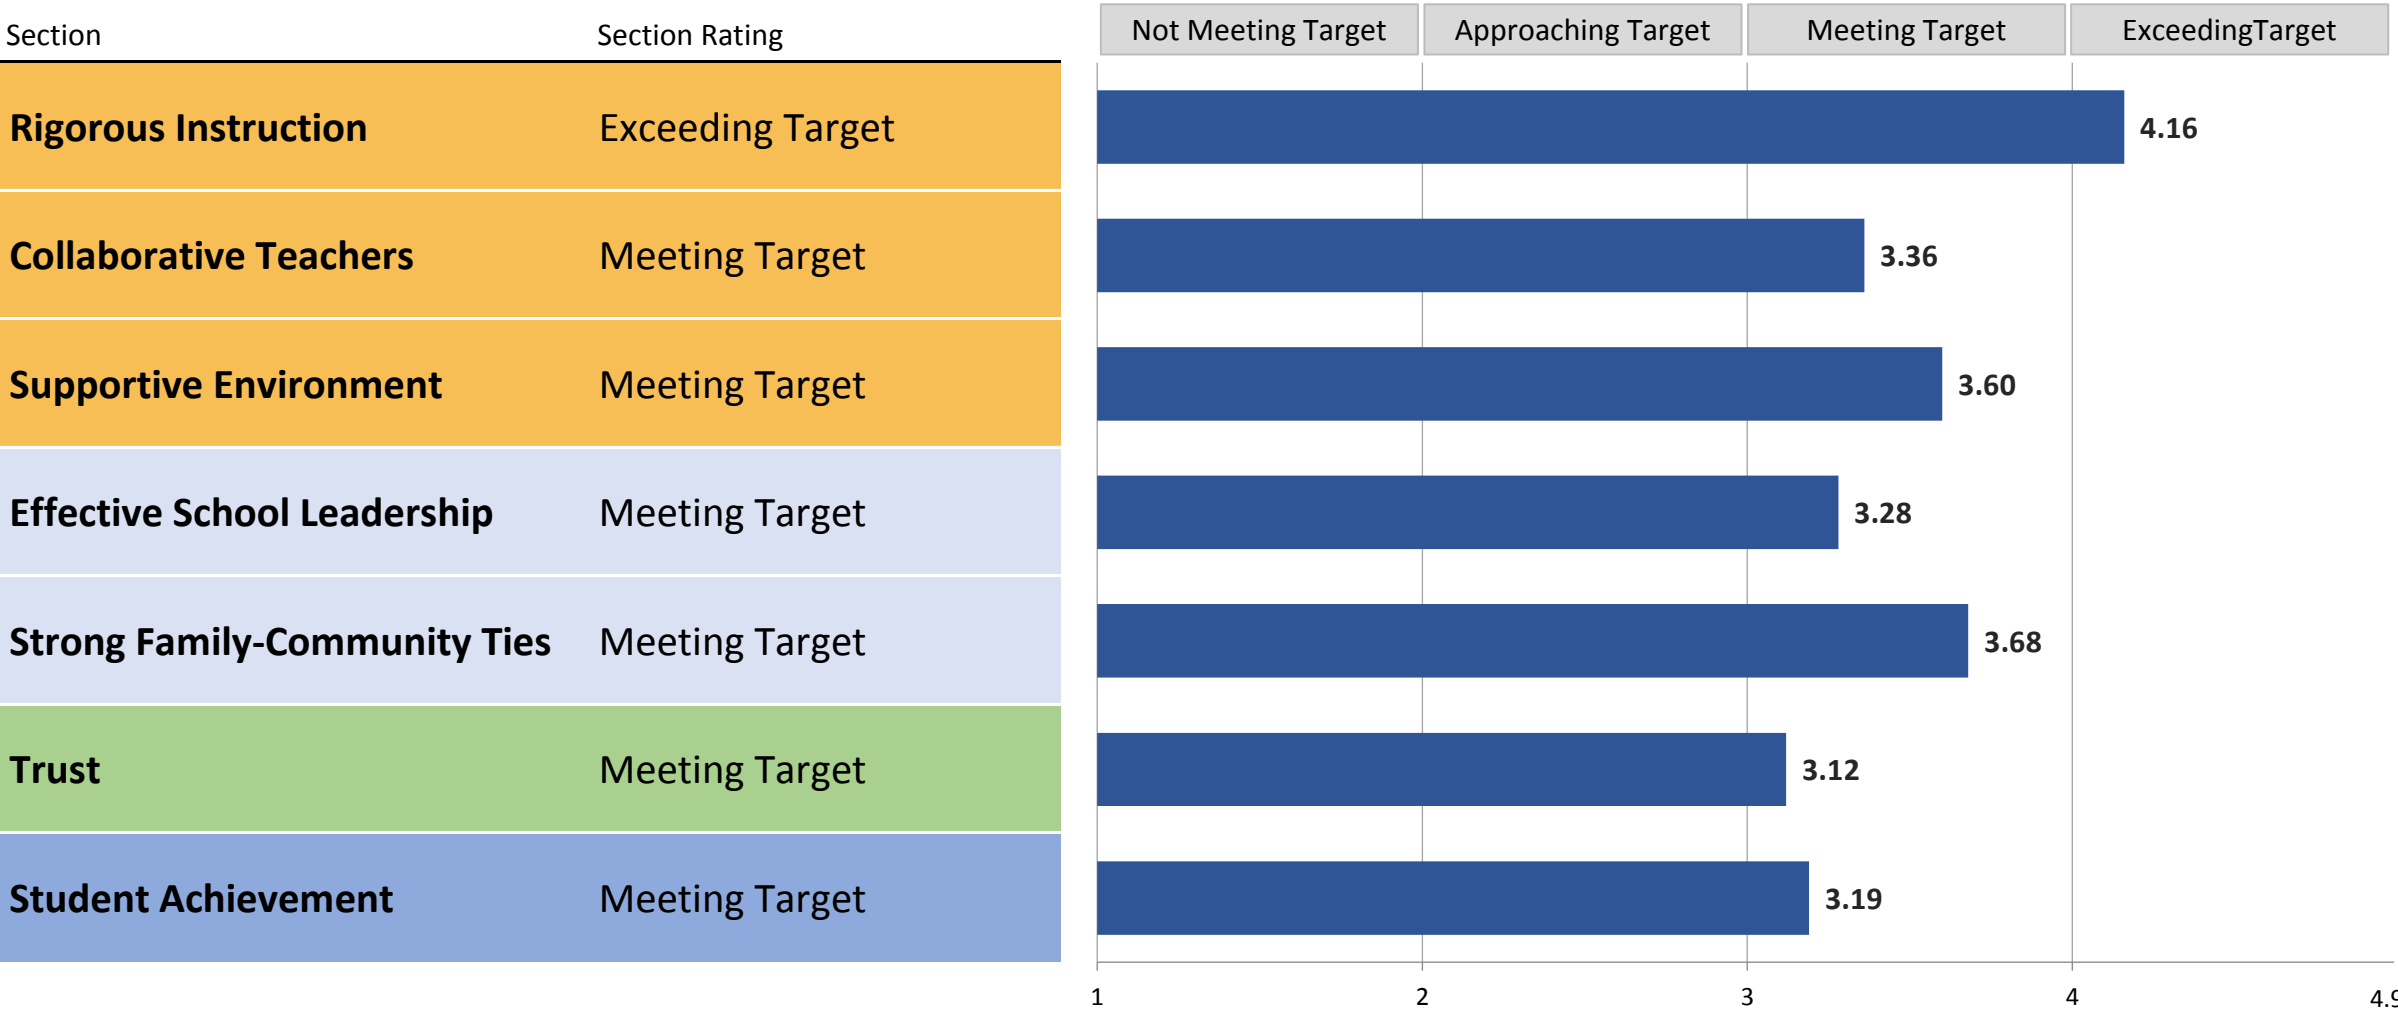 Section Section Rating Not Meeting Target Approaching Target Meeting Target ExceedingTarget
Rigorous Instruction Exceeding Target 4.16
Collaborative Teachers Meeting Target 3.36
Supportive Environment Meeting Target 3.60
Effective School Leadership Meeting Target 3.28
Strong Family-Community Ties Meeting Target 3.68
Trust Meeting Target 3.12
Student Achievement Meeting Target 3.19
1 2 3 4 4.9